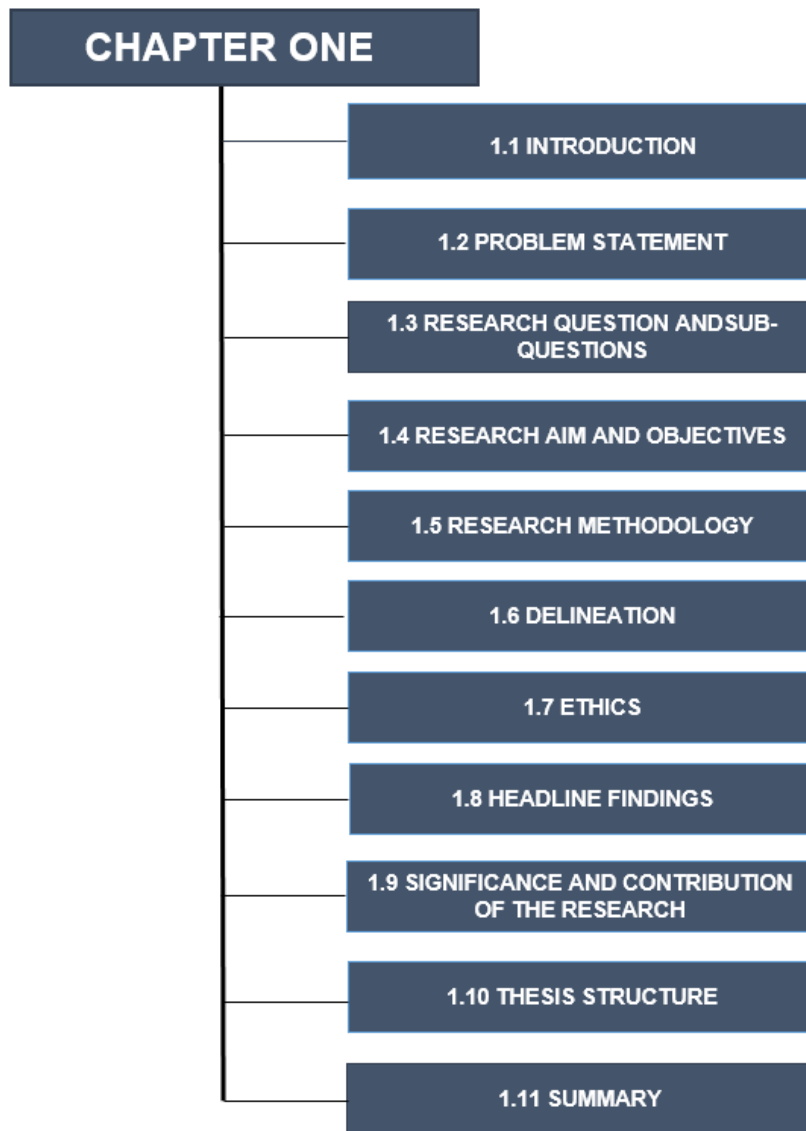 CHAPTER ONE
1.1 INTRODUCTION
1.2 PROBLEM STATEMENT
1.3 RESEARCH QUESTION ANDSUB-
QUESTIONS
1.4 RESEARCH AIM AND OBJECTIVES
1.5 RESEARCH METHODOLOGY
1.6 DELINEATION
1.7 ETHICS
1.8 HEADLINE FINDINGS
1.9 SIGNIFICANCE AND CONTRIBUTION
OF THE RESEARCH
1.10 THESIS STRUCTURE
1.11 SUMMARY